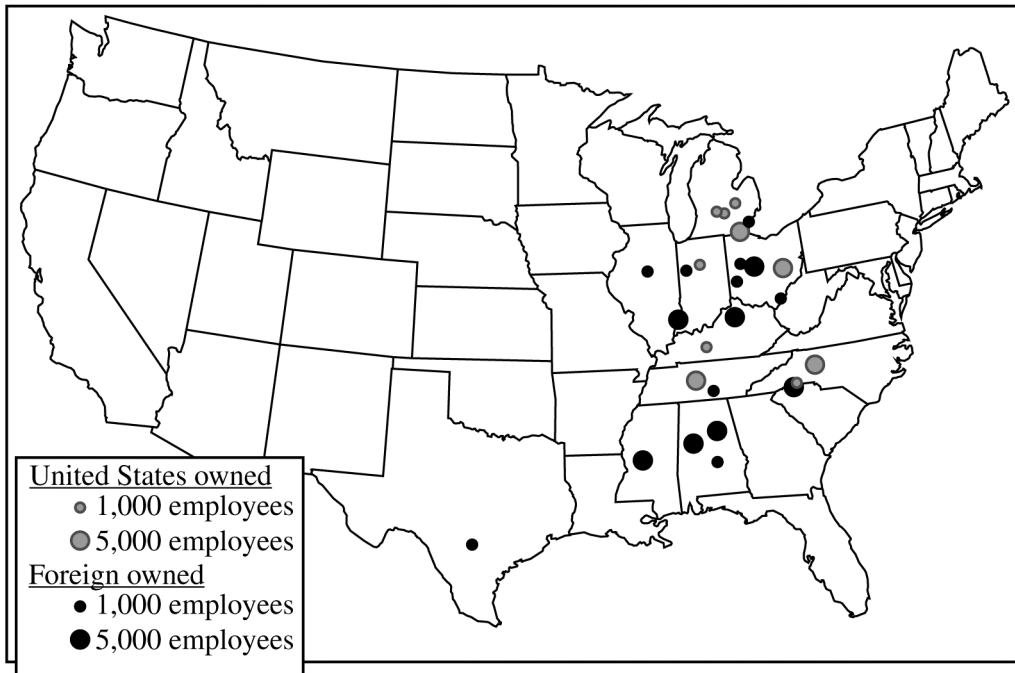 United States owned
1,000 employees
5,000 employees
Foreign owned
1,000 employees
5,000 employees